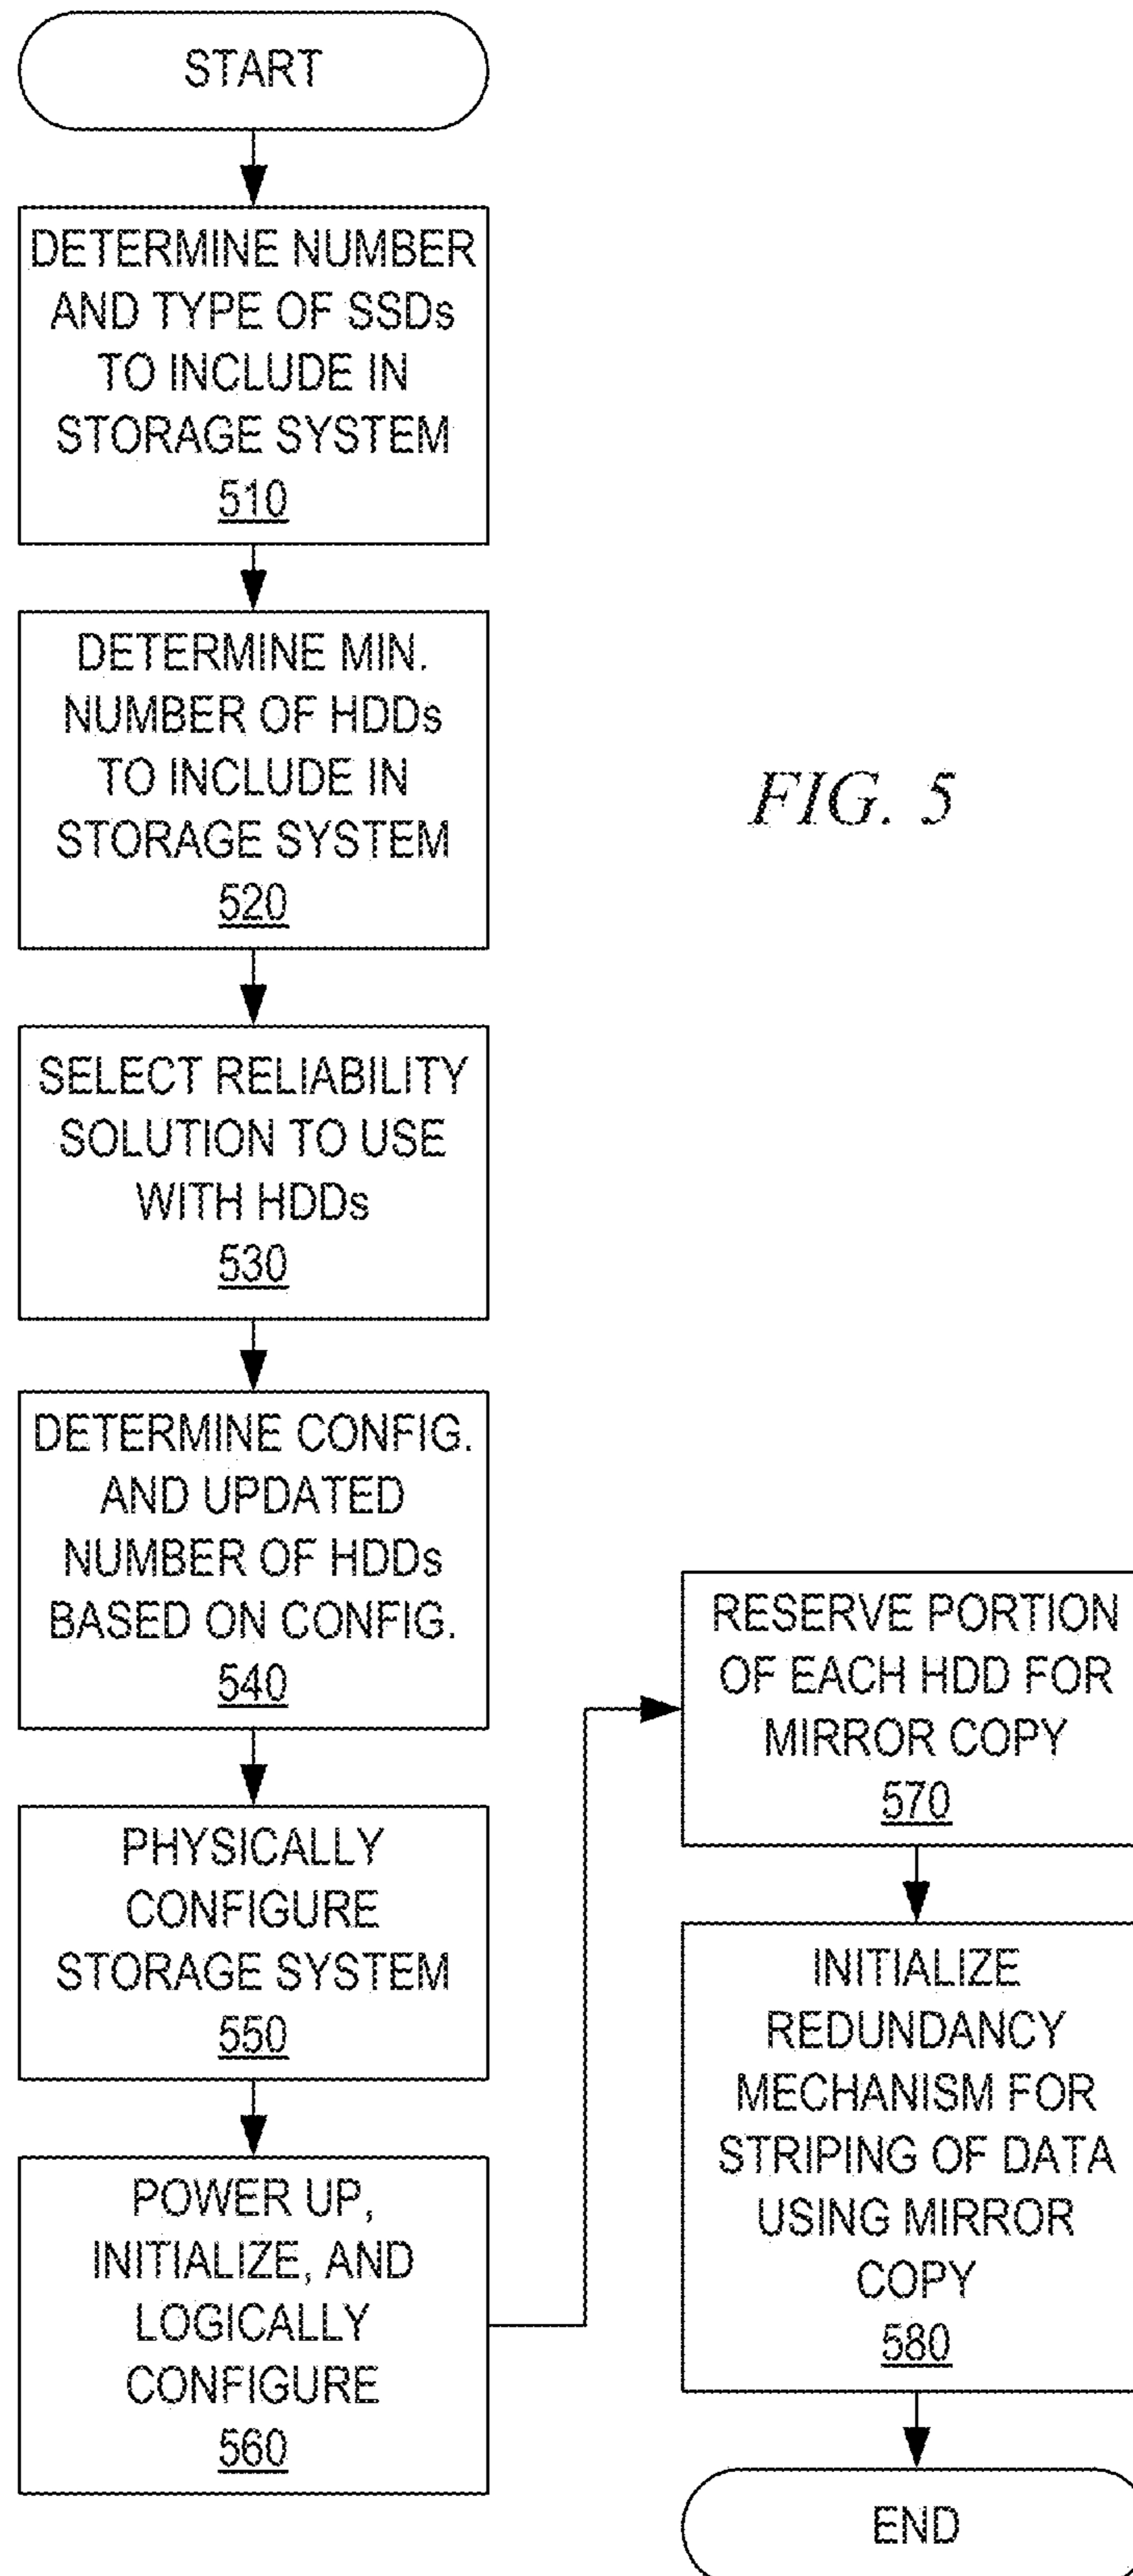 START
DETERMINE NUMBER
AND TYPE OF SSDs
TO INCLUDE IN
STORAGE SYSTEM
510
DETERMINE MIN.
NUMBER OF HDDs
TO INCLUDE IN
STORAGE SYSTEM
520
SELECT RELIABILITY
SOLUTION TO USE
WITH HDDs
530
DETERMINE CONFIG.
AND UPDATED
NUMBER OF HDDs
BASED ON CONFIG.
540
PHYSICALLY
CONFIGURE
STORAGE SYSTEM
550
POWER UP,
INITIALIZE, AND
LOGICALLY
CONFIGURE
560
RESERVE PORTION
OF EACH HDD FOR
MIRROR COPY
570
INITIALIZE
REDUNDANCY
MECHANISM FOR
STRIPING OF DATA
USING MIRROR
COPY
580
END
FIG. 5